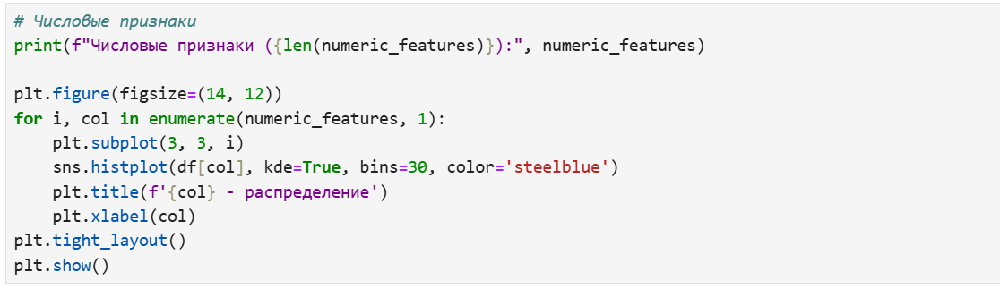 # Числовые признаки
print(f"Числовые признаки ({len(numeric_features)}):", numeric_features)
plt.figure(figsize=(14, 12))
for i, col in enumerate(numeric_features, 1):
    plt.subplot(3, 3, i)
    sns.histplot(df[col], kde=True, bins=30, color='steelblue')
    plt.title(f'{col} - распределение')
    plt.xlabel(col)
plt.tight_layout()
plt.show()